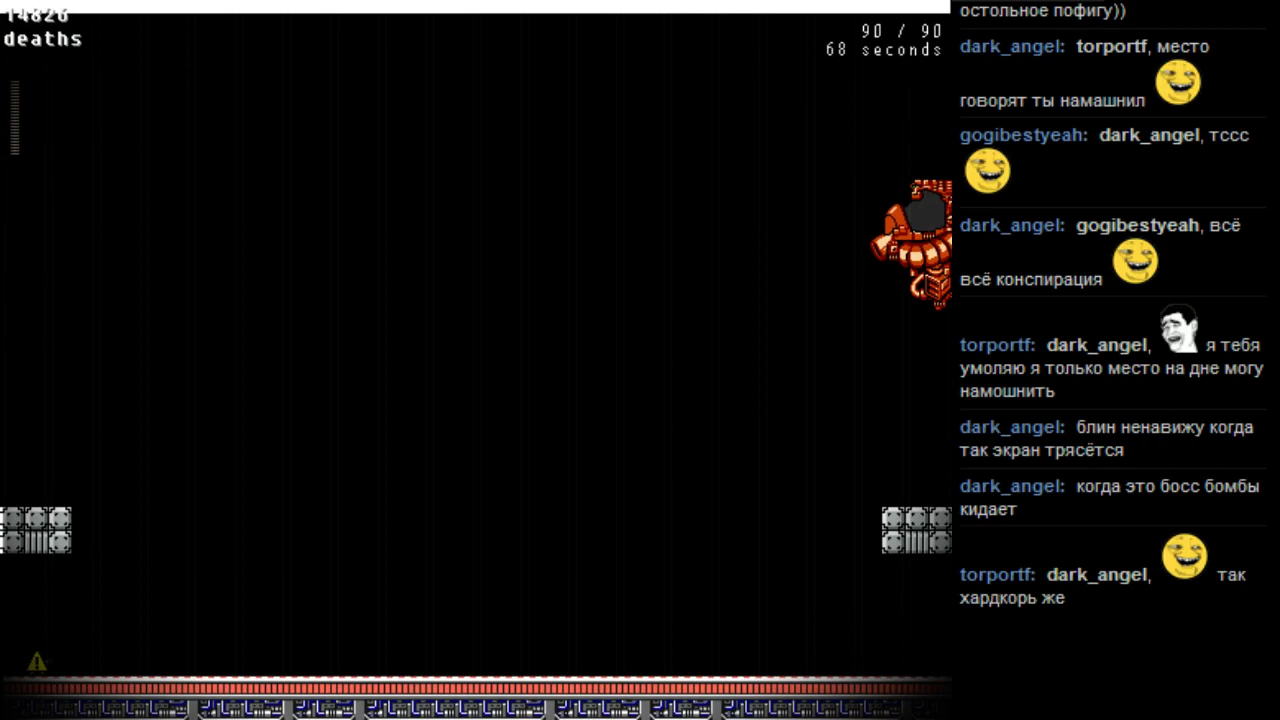 14826
deaths
90 / 90
68 seconds
остольное пофигу))
dark_angel: torportf, место
говорят ты намашнил
gogibestyeah: dark_angel, тссс
dark_angel: gogibestyeah, всё
всё конспирация
torportf: dark_angel, я тебя
умоляю я только место на дне могу
намошнить
dark_angel: блин ненавижу когда
так экран трясётся
dark_angel: когда это босс бомбы
кидает
torportf: dark_angel, так
хардкорь же